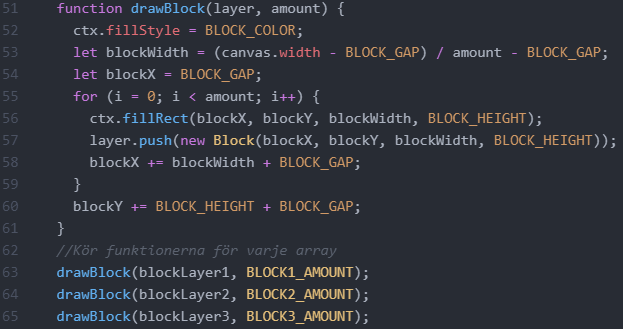 51 function drawBlock(layer, amount) {
52 ctx.fillStyle = BLOCK_COLOR;
53 let blockWidth = (canvas.width - BLOCK_GAP) / amount - BLOCK_GAP;
54 let blockX = BLOCK_GAP;
55 for (i = 0; i < amount; i++) {
56 ctx.fillRect(blockX, blockY, blockWidth, BLOCK_HEIGHT);
57 layer.push(new Block(blockX, blockY, blockWidth, BLOCK_HEIGHT));
58 blockX += blockWidth + BLOCK_GAP;
59 }
60 blockY += BLOCK_HEIGHT + BLOCK_GAP;
61 }
62 //Kör funktionerna för varje array
63 drawBlock(blockLayer1, BLOCK1_AMOUNT);
64 drawBlock(blockLayer2, BLOCK2_AMOUNT);
65 drawBlock(blockLayer3, BLOCK3_AMOUNT);